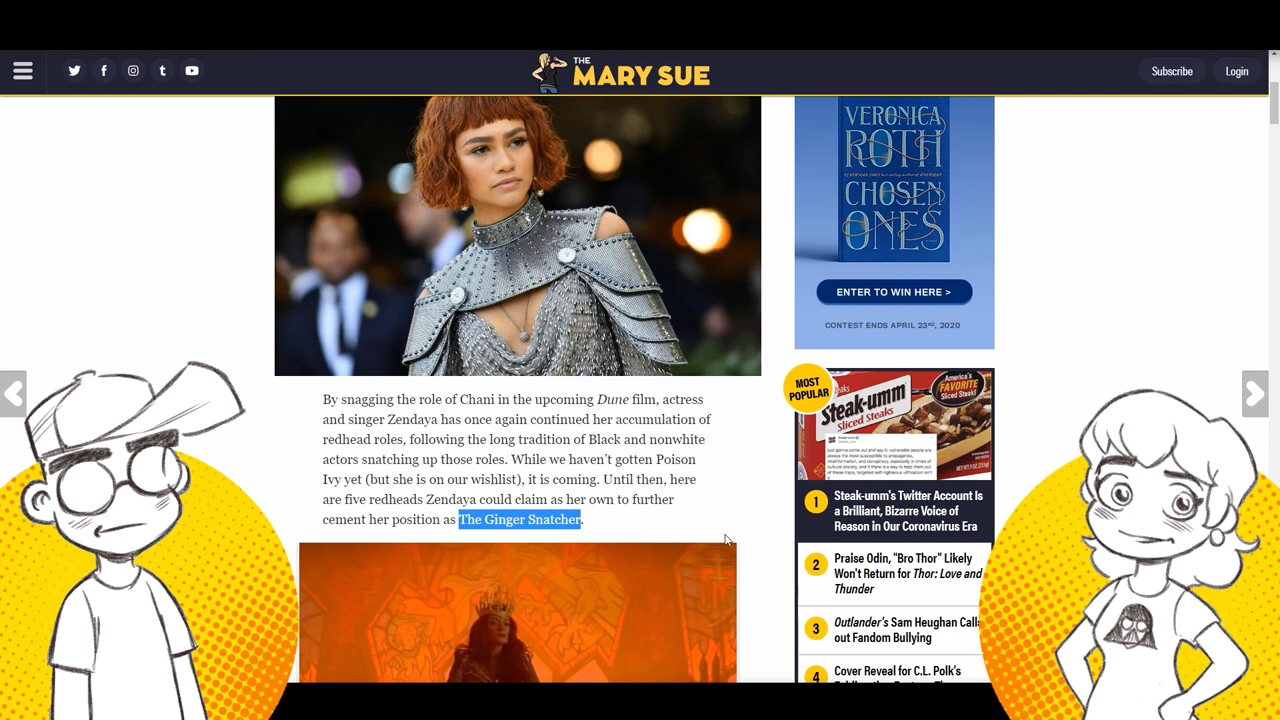 THE
MARY SUE
Subscribe
Login
VERONICA
ROTH
CHOSEN
ONES
ENTER TO WIN HERE >
CONTEST ENDS APRIL 23RD, 2020
By snagging the role of Chani in the upcoming Dune film, actress
and singer Zendaya has once again continued her accumulation of
redhead roles, following the long tradition of Black and nonwhite
actors snatching up those roles. While we haven't gotten Poison
Ivy yet (but she is on our wishlist), it is coming. Until then, here
are five redheads Zendaya could claim as her own to further
cement her position as The Ginger Snatcher.
MOST
POPULAR
America's
FAVORITE
Sliced Steak!
Steak-umm
Sliced Steaks
1
Steak-umm's Twitter Account Is
a Brilliant, Bizarre Voice of
Reason in Our Coronavirus Era
2
Praise Odin, "Bro Thor" Likely
Won't Return for Thor: Love and
Thunder
3
Outlander's Sam Heughan Calls
out Fandom Bullying
4
Cover Reveal for C.L. Polk's